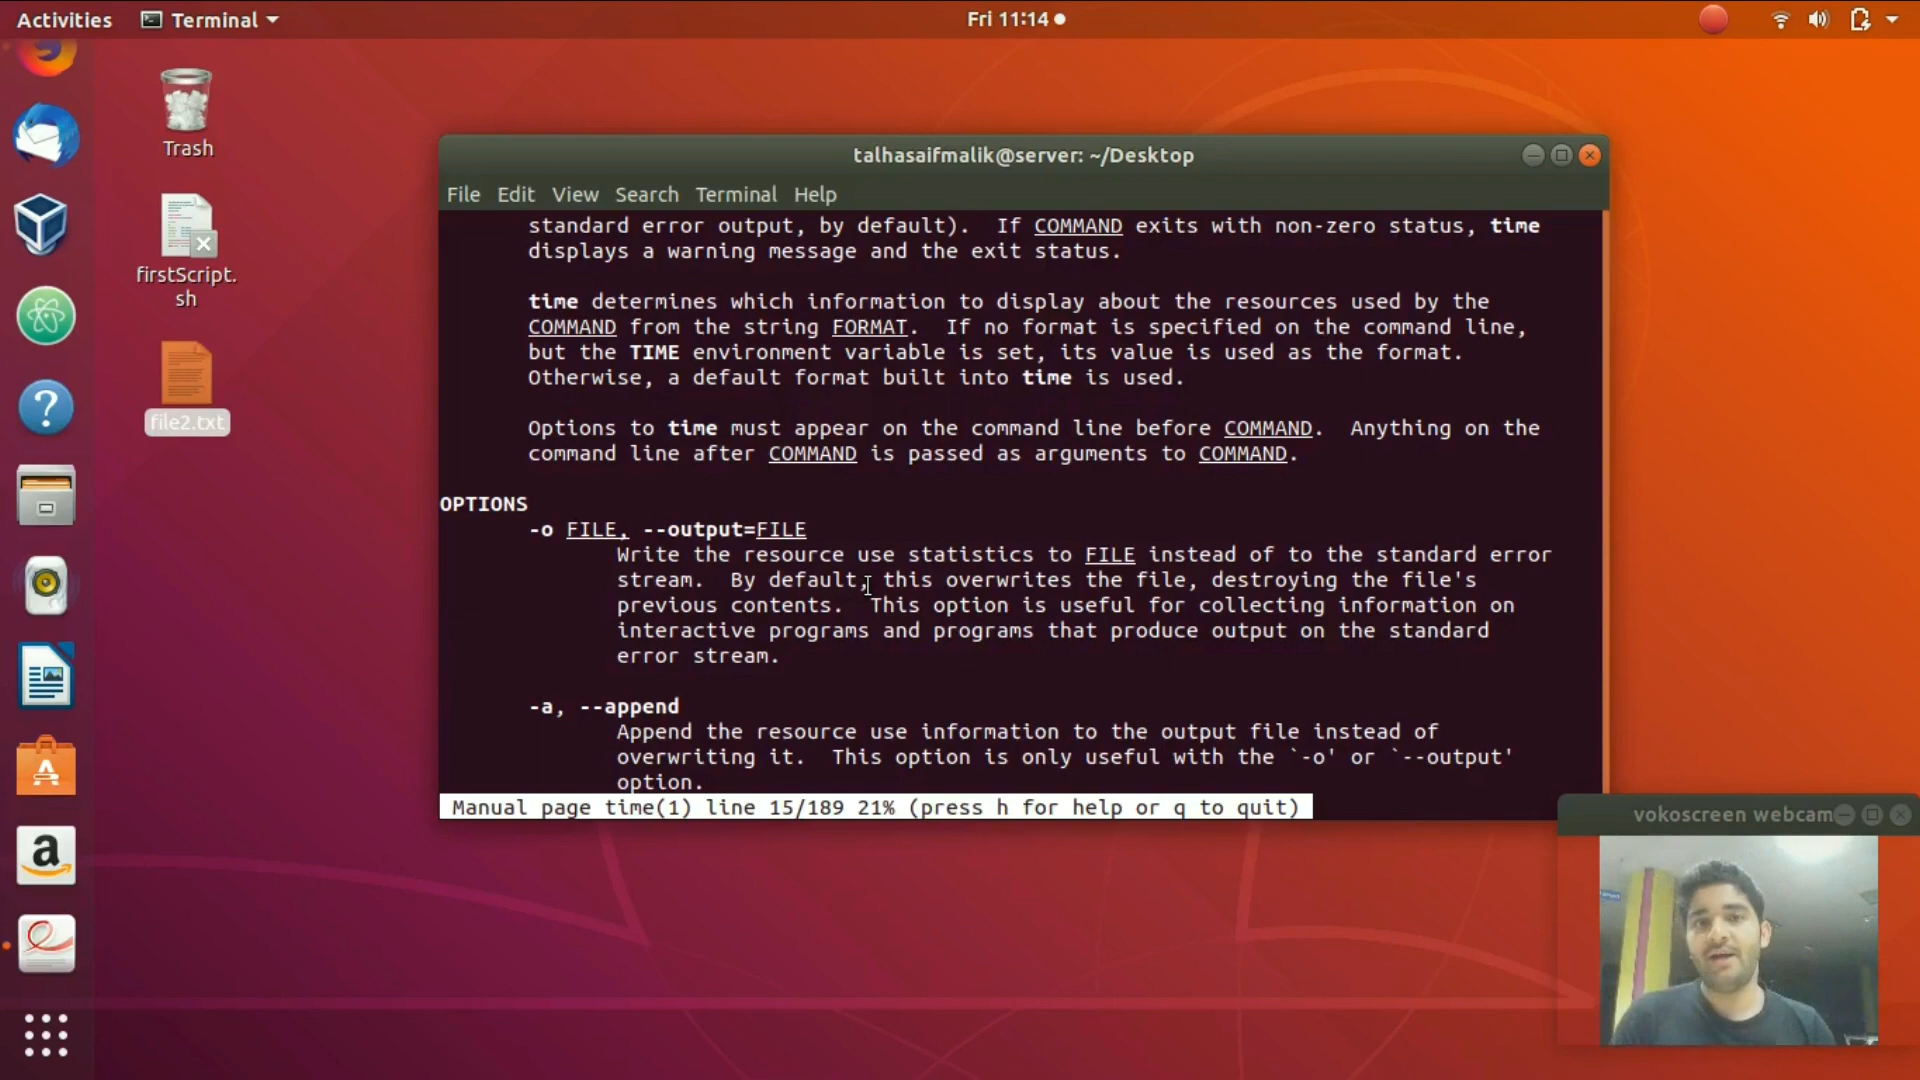 Activities
Terminal
Fri 11:14
Trash
firstScript.
sh
file2.txt
talhasaifmalik@server: ~/Desktop
File Edit View Search Terminal Help
standard error output, by default).  If COMMAND exits with non-zero status, time
displays a warning message and the exit status.
time determines which information to display about the resources used by the
COMMAND from the string FORMAT.  If no format is specified on the command line,
but the TIME environment variable is set, its value is used as the format.
Otherwise, a default format built into time is used.
Options to time must appear on the command line before COMMAND.  Anything on the
command line after COMMAND is passed as arguments to COMMAND.
OPTIONS
-o FILE, --output=FILE
Write the resource use statistics to FILE instead of to the standard error
stream.  By default, this overwrites the file, destroying the file's
previous contents.  This option is useful for collecting information on
interactive programs and programs that produce output on the standard
error stream.
-a, --append
Append the resource use information to the output file instead of
overwriting it.  This option is only useful with the `-o' or `--output'
option.
Manual page time(1) line 15/189 21% (press h for help or q to quit)
vokoscreen webcam